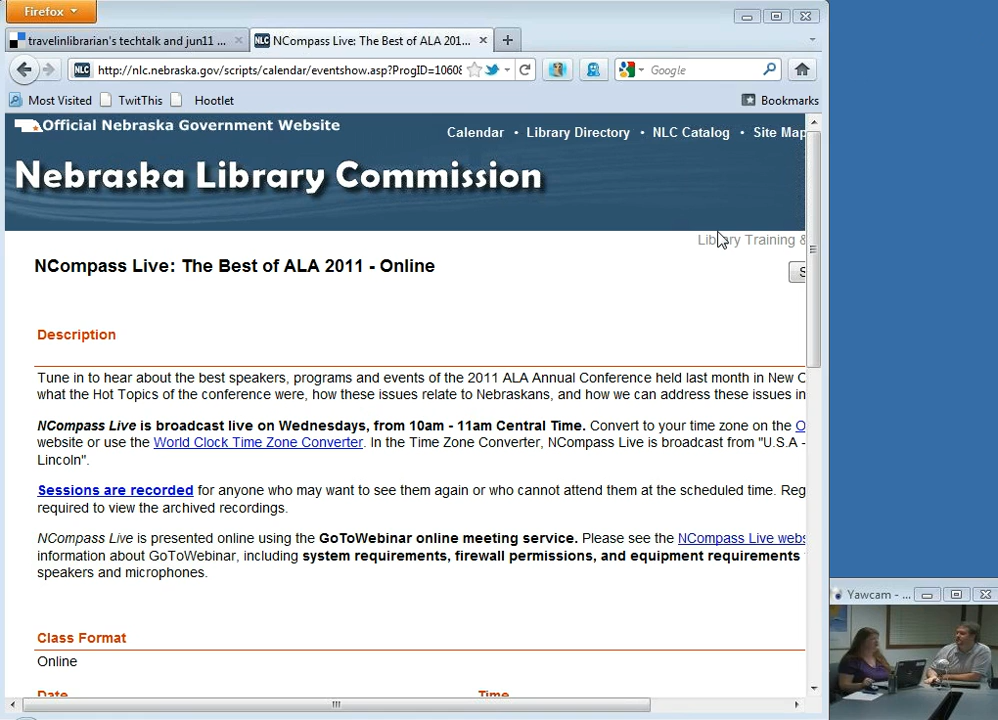 Firefox
travelinlibrarian's techtalk and jun11 ...
NLC NCompass Live: The Best of ALA 201...
NLC http://nlc.nebraska.gov/scripts/calendar/eventshow.asp?ProgID=10608
Google
Most Visited TwitThis Hootlet Bookmarks
Official Nebraska Government Website
Calendar • Library Directory • NLC Catalog • Site Map
Nebraska Library Commission
Library Training &
NCompass Live: The Best of ALA 2011 - Online
S
Description
Tune in to hear about the best speakers, programs and events of the 2011 ALA Annual Conference held last month in New O
what the Hot Topics of the conference were, how these issues relate to Nebraskans, and how we can address these issues in
NCompass Live is broadcast live on Wednesdays, from 10am - 11am Central Time. Convert to your time zone on the O
website or use the World Clock Time Zone Converter. In the Time Zone Converter, NCompass Live is broadcast from "U.S.A -
Lincoln".
Sessions are recorded for anyone who may want to see them again or who cannot attend them at the scheduled time. Reg
required to view the archived recordings.
NCompass Live is presented online using the GoToWebinar online meeting service. Please see the NCompass Live webs
information about GoToWebinar, including system requirements, firewall permissions, and equipment requirements
speakers and microphones.
Yawcam - ...
Class Format
Online
Date Time